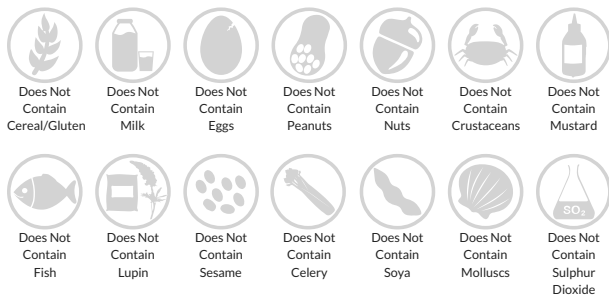 Does Not
Contain
Cereal/Gluten
Does Not
Contain
Milk
Does Not
Contain
Eggs
Does Not
Contain
Peanuts
Does Not
Contain
Nuts
Does Not
Contain
Crustaceans
Does Not
Contain
Mustard
Does Not
Contain
Fish
Does Not
Contain
Lupin
Does Not
Contain
Sesame
Does Not
Contain
Celery
Does Not
Contain
Soya
Does Not
Contain
Molluscs
SO₂
Does Not
Contain
Sulphur
Dioxide